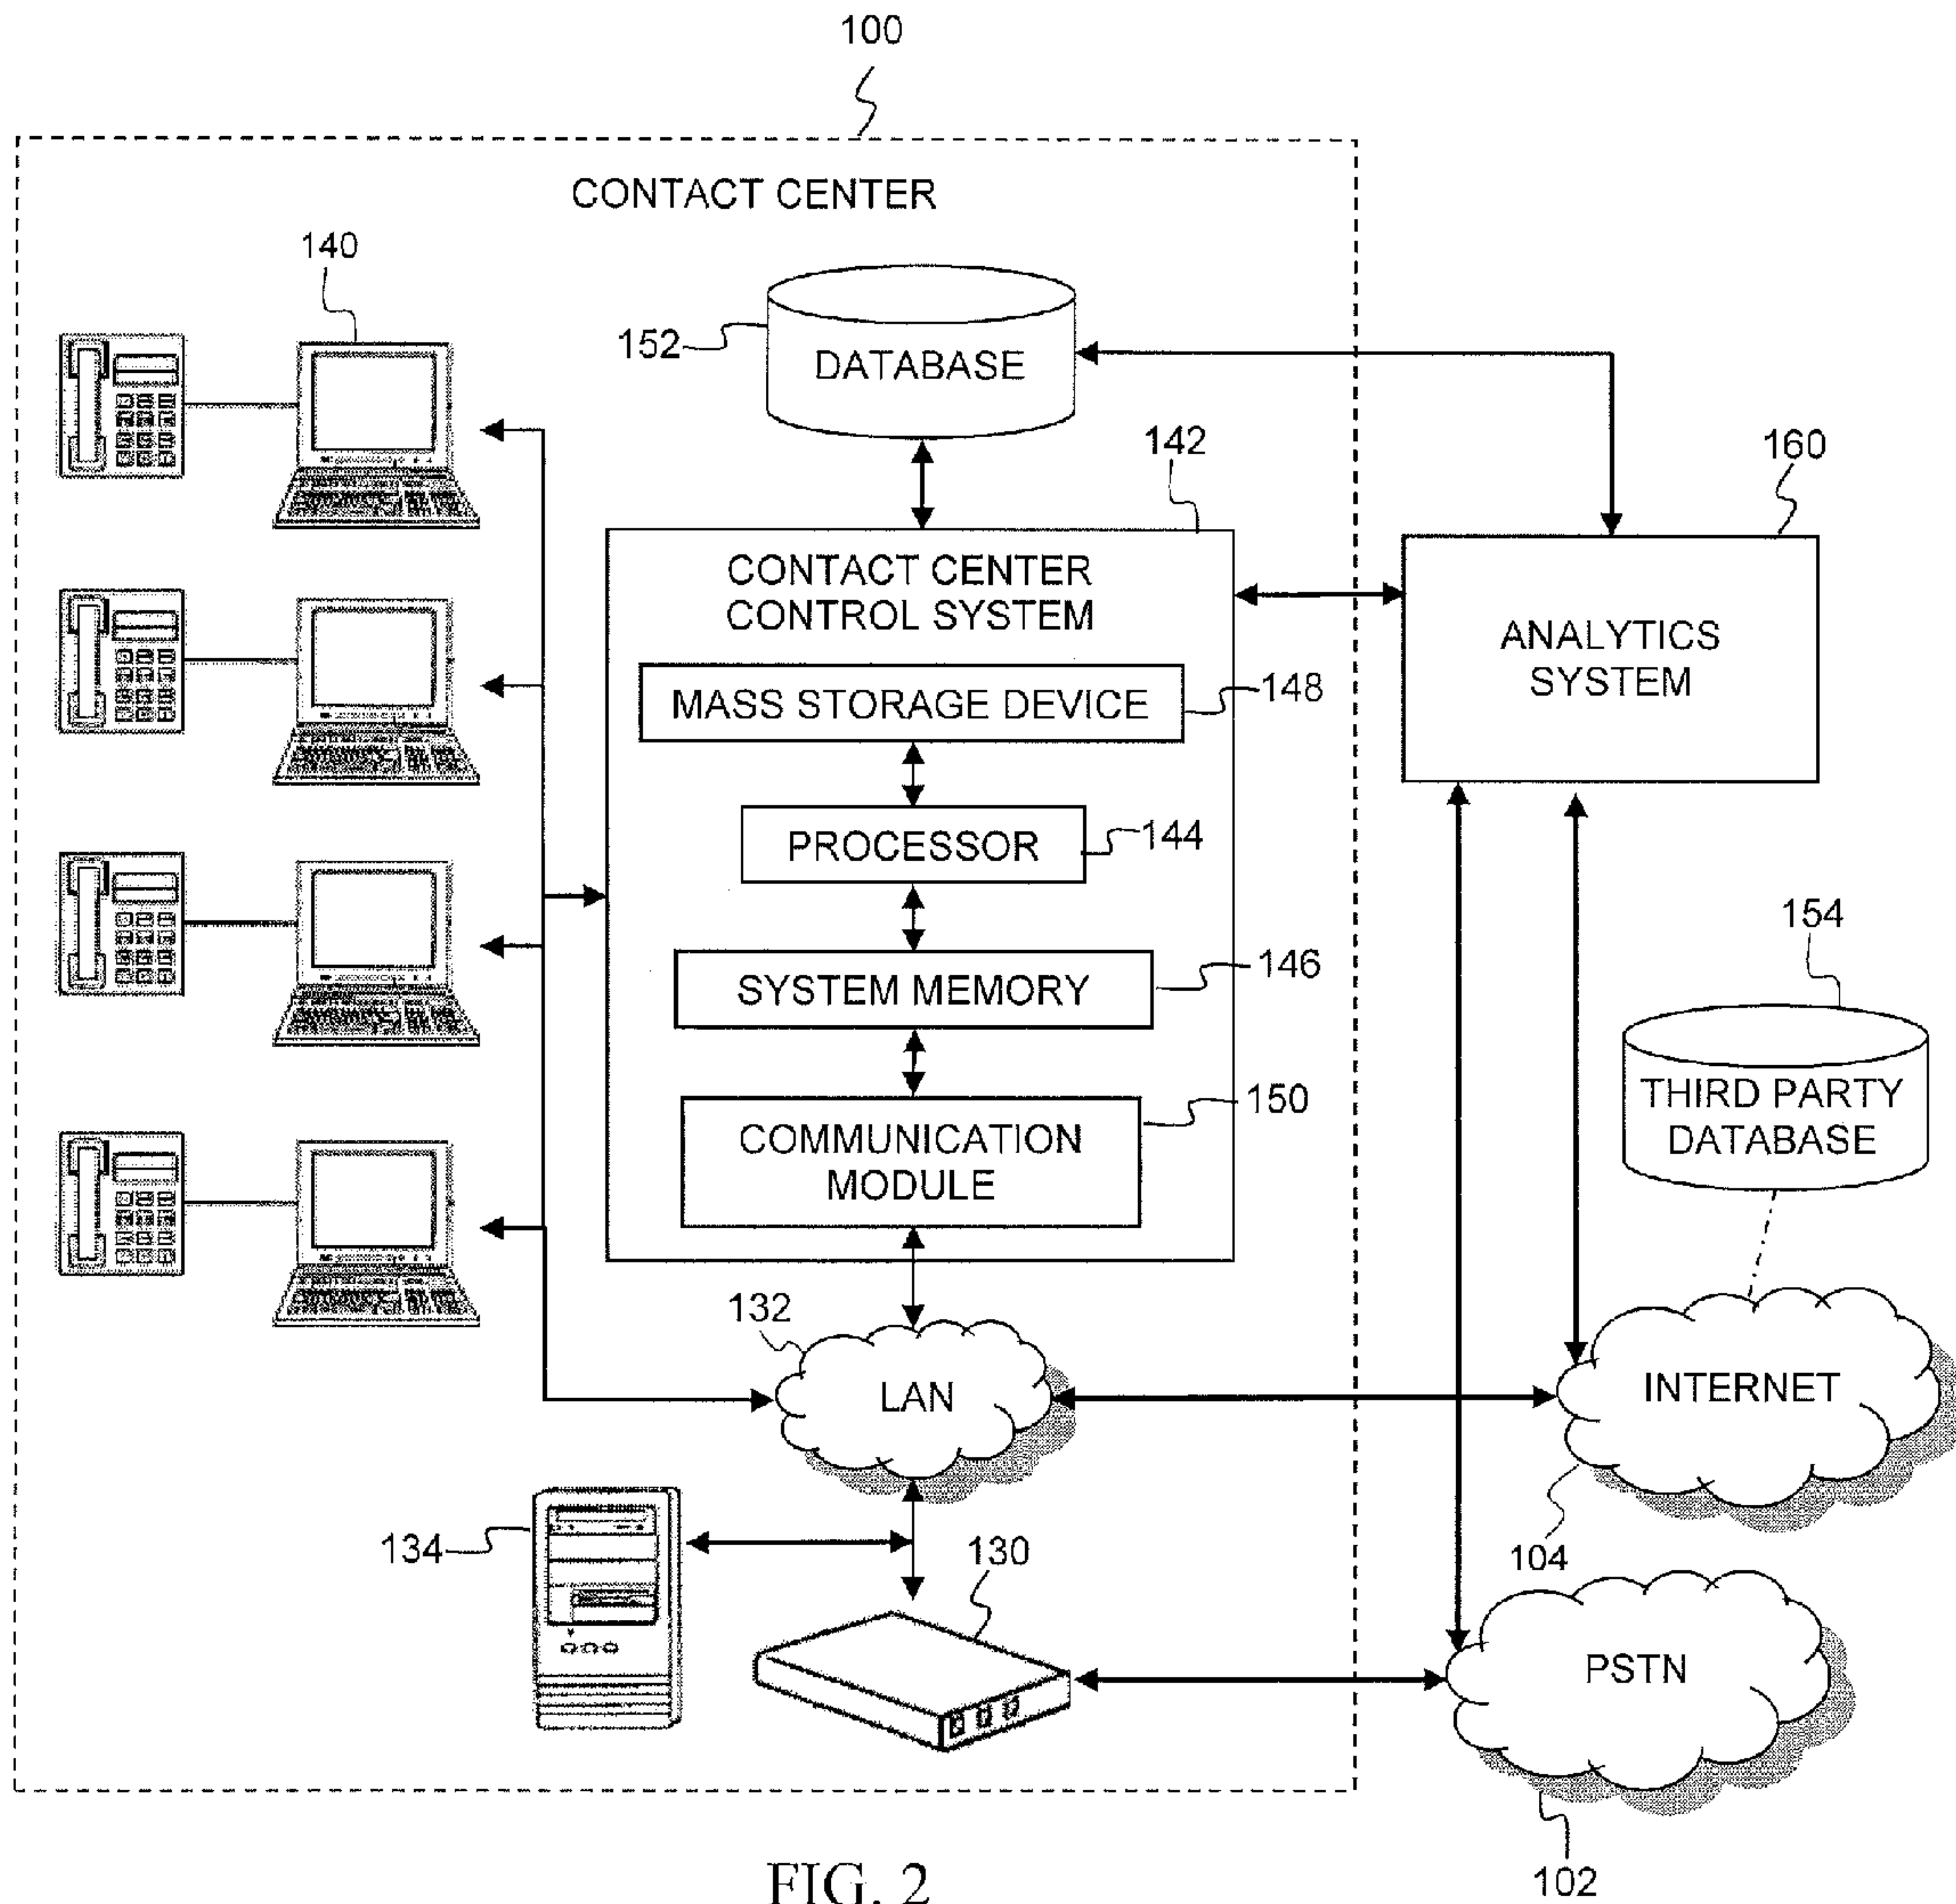 100
CONTACT CENTER
140
152
DATABASE
142
160
CONTACT CENTER
CONTROL SYSTEM
ANALYTICS
SYSTEM
MASS STORAGE DEVICE
148
PROCESSOR
144
154
SYSTEM MEMORY
146
THIRD PARTY
DATABASE
COMMUNICATION
MODULE
150
132
LAN
INTERNET
134
130
104
PSTN
102
FIG. 2